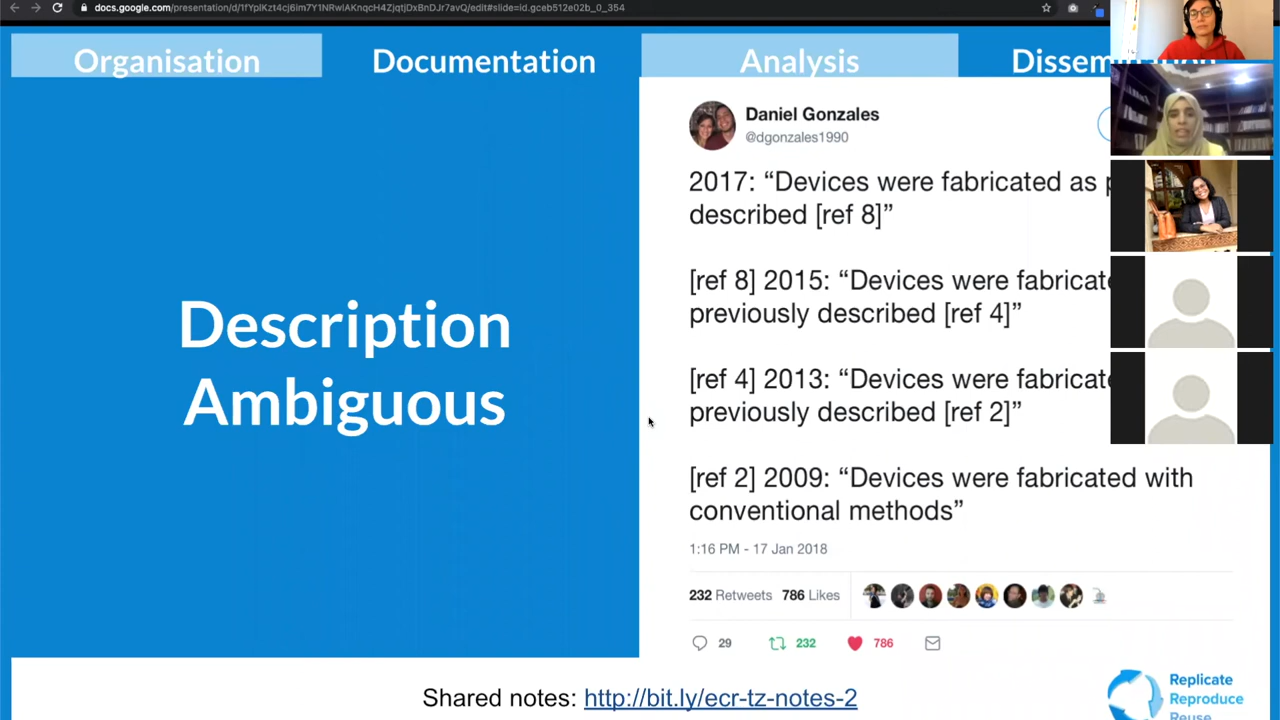 docs.google.com/presentation/d/1fYpIKzt4cj6im7Y1NRwIAKnqcH4ZjqtjDxBnDJr7avQ/edit#slide=id.gceb512e02b_0_354
Organisation
Documentation
Analysis
Daniel Gonzales
@dgonzales1990
2017: “Devices were fabricated as
described [ref 8]”
[ref 8] 2015: “Devices were
previously described [ref 4]”
[ref 4] 2013: “Devices were
previously described [ref 2]”
[ref 2] 2009: “Devices were fabricated with
conventional methods”
1:16 PM - 17 Jan 2018
232 Retweets 786 Likes
29 232 786
Description
Ambiguous
Shared notes: http://bit.ly/ecr-tz-notes-2
Replicate
Reproduce
Reuse